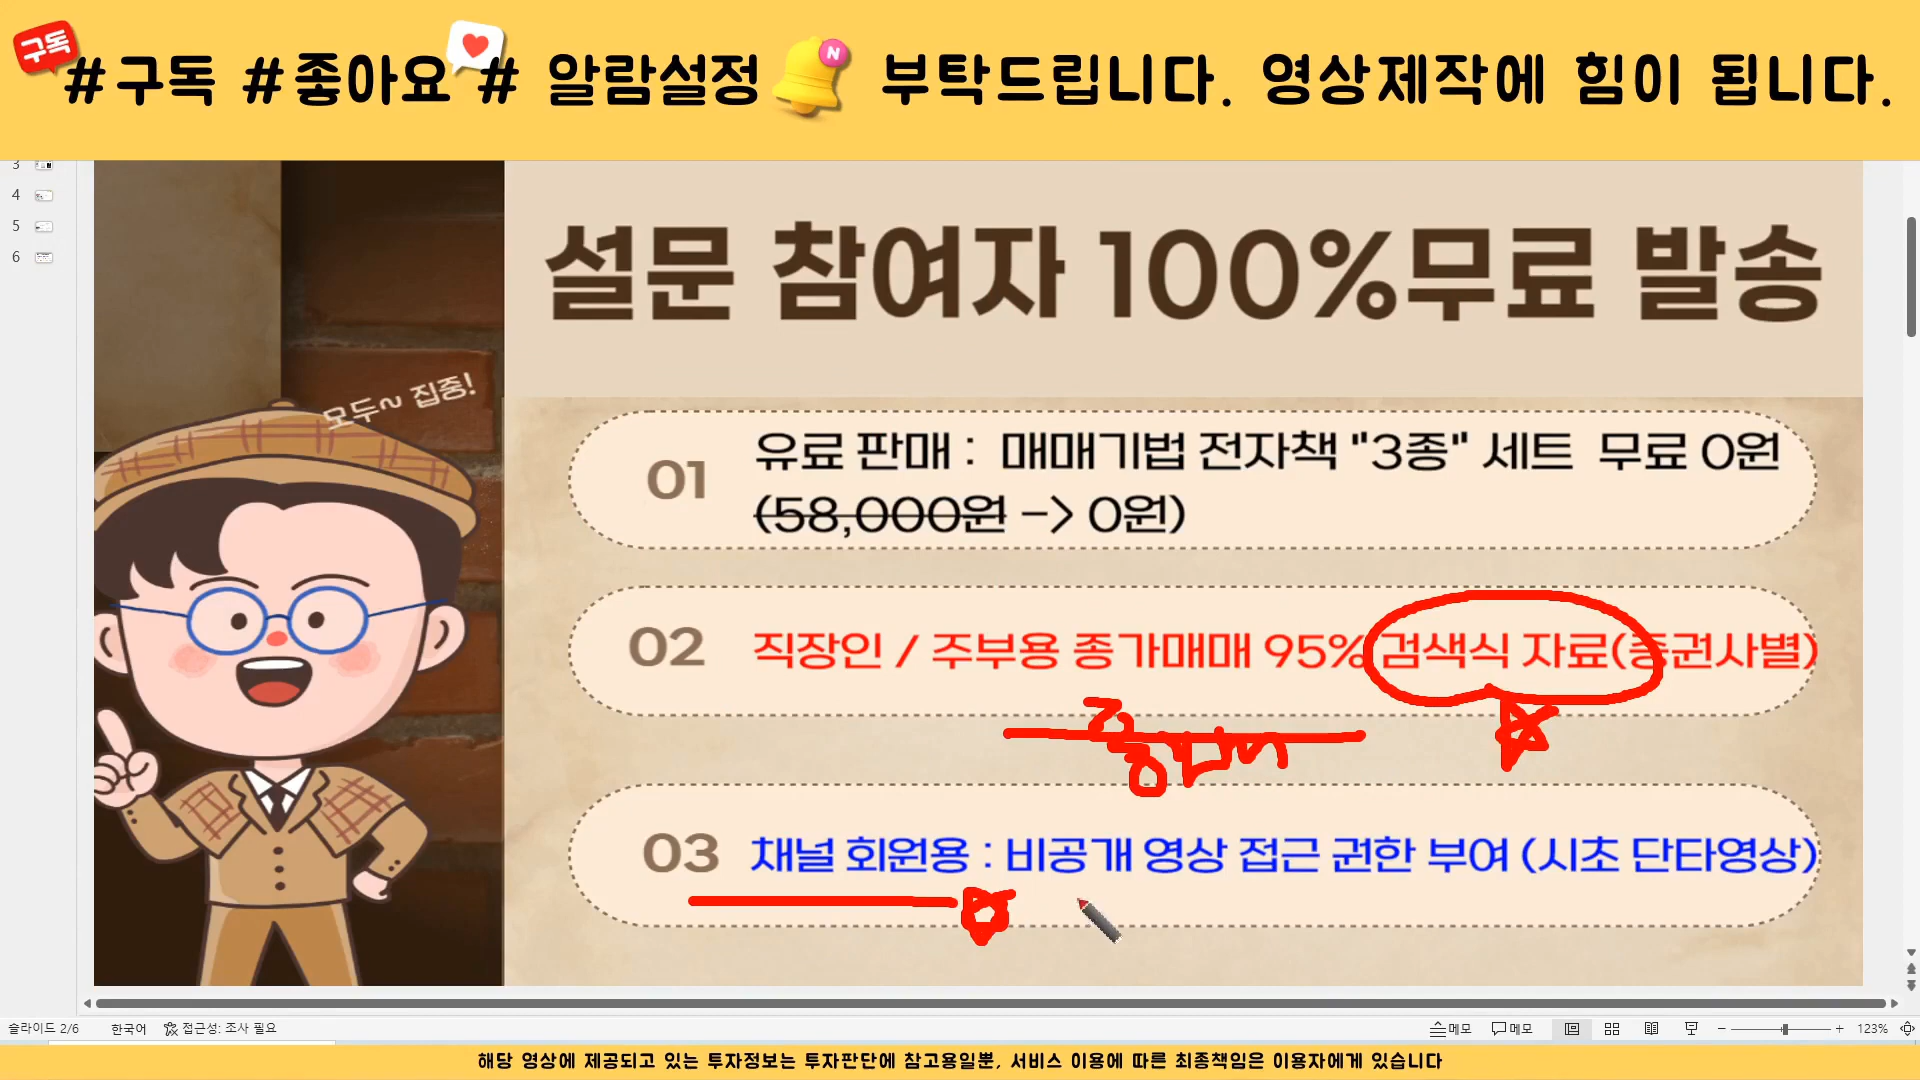 구독
#구독 #좋아요 # 알람설정 N 부탁드립니다. 영상제작에 힘이 됩니다.
3
4
5
6
설문 참여자 100%무료 발송
모두~ 집중!
01 유료 판매 : 매매기법 전자책 "3종" 세트 무료 0원
(58,000원 -> 0원)
02 직장인 / 주부용 종가매매 95% 검색식 자료(증권사별)
03 채널 회원용 : 비공개 영상 접근 권한 부여 (시초 단타영상)
슬라이드 2/6 한국어 접근성: 조사 필요 메모 메모 123%
해당 영상에 제공되고 있는 투자정보는 투자판단에 참고용일뿐, 서비스 이용에 따른 최종책임은 이용자에게 있습니다